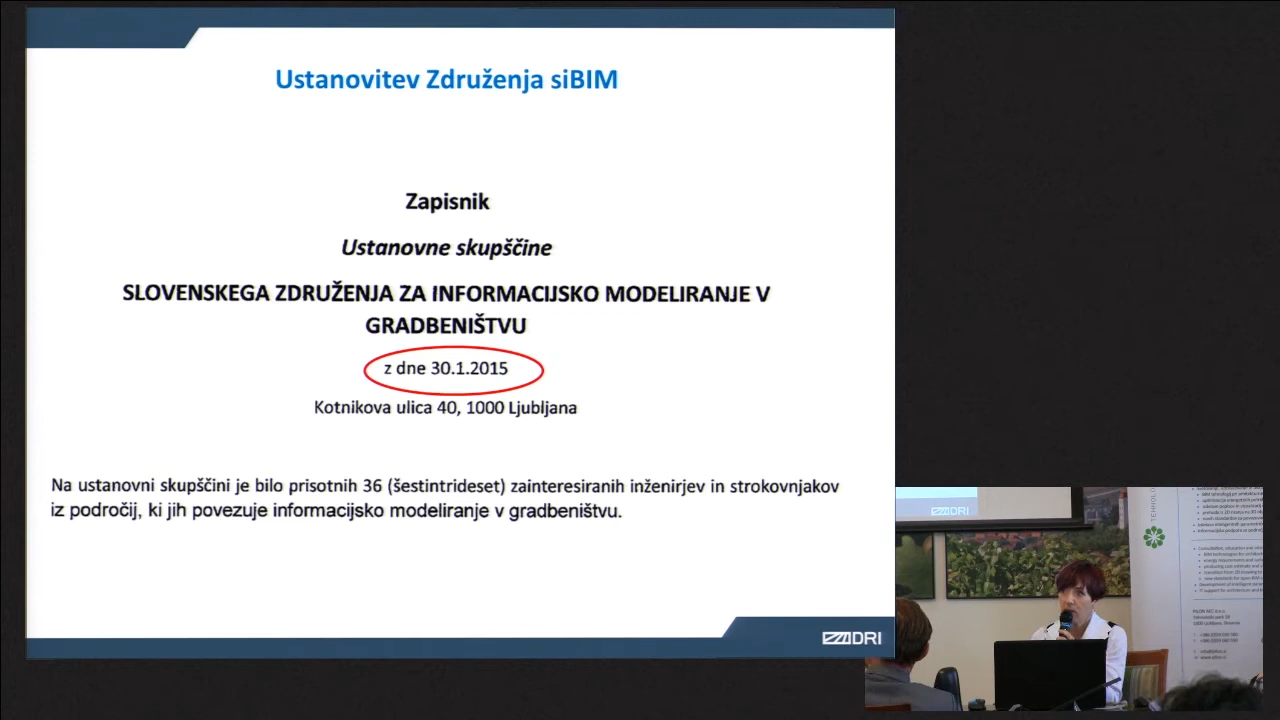 Ustanovitev Združenja siBIM
Zapisnik
Ustanovne skupščine
SLOVENSKEGA ZDRUŽENJA ZA INFORMACIJSKO MODELIRANJE V
GRADBENIŠTVU
z dne 30.1.2015
Kotnikova ulica 40, 1000 Ljubljana
Na ustanovni skupščini je bilo prisotnih 36 (šestintrideset) zainteresiranih inženirjev in strokovnjakov
iz področij, ki jih povezuje informacijsko modeliranje v gradbeništvu.
DRI
DRI